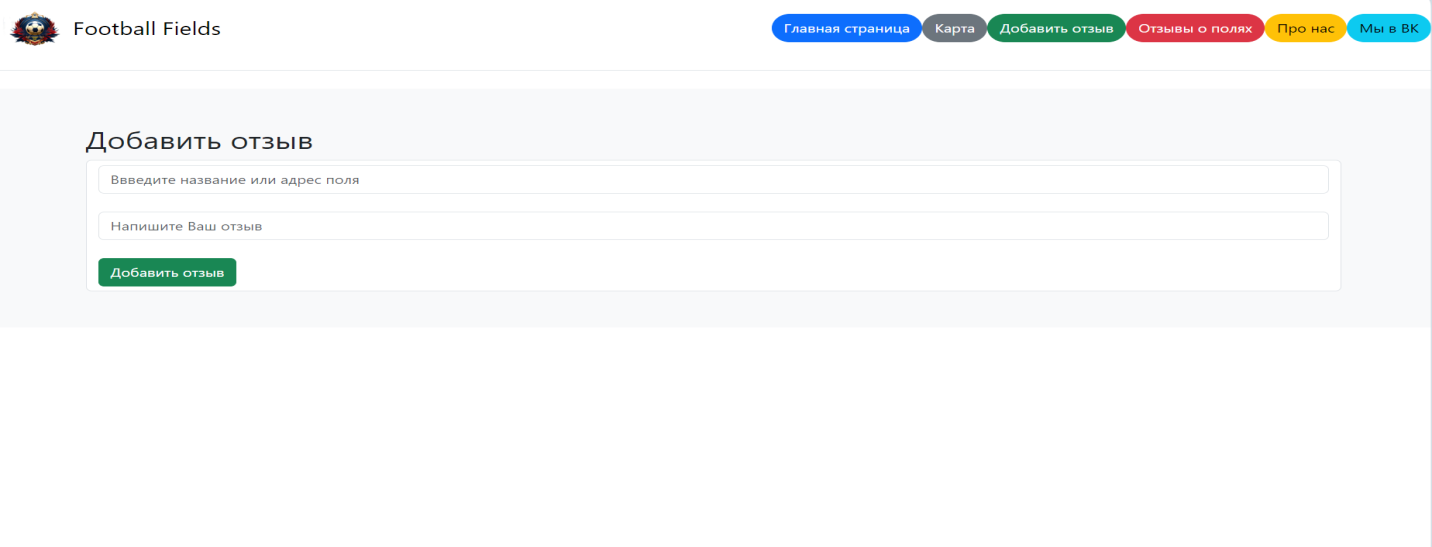 Football Fields
Главная страница Карта Добавить отзыв Отзывы о полях Про нас Мы в ВК
Добавить отзыв
Ввведите название или адрес поля
Напишите Ваш отзыв
Добавить отзыв